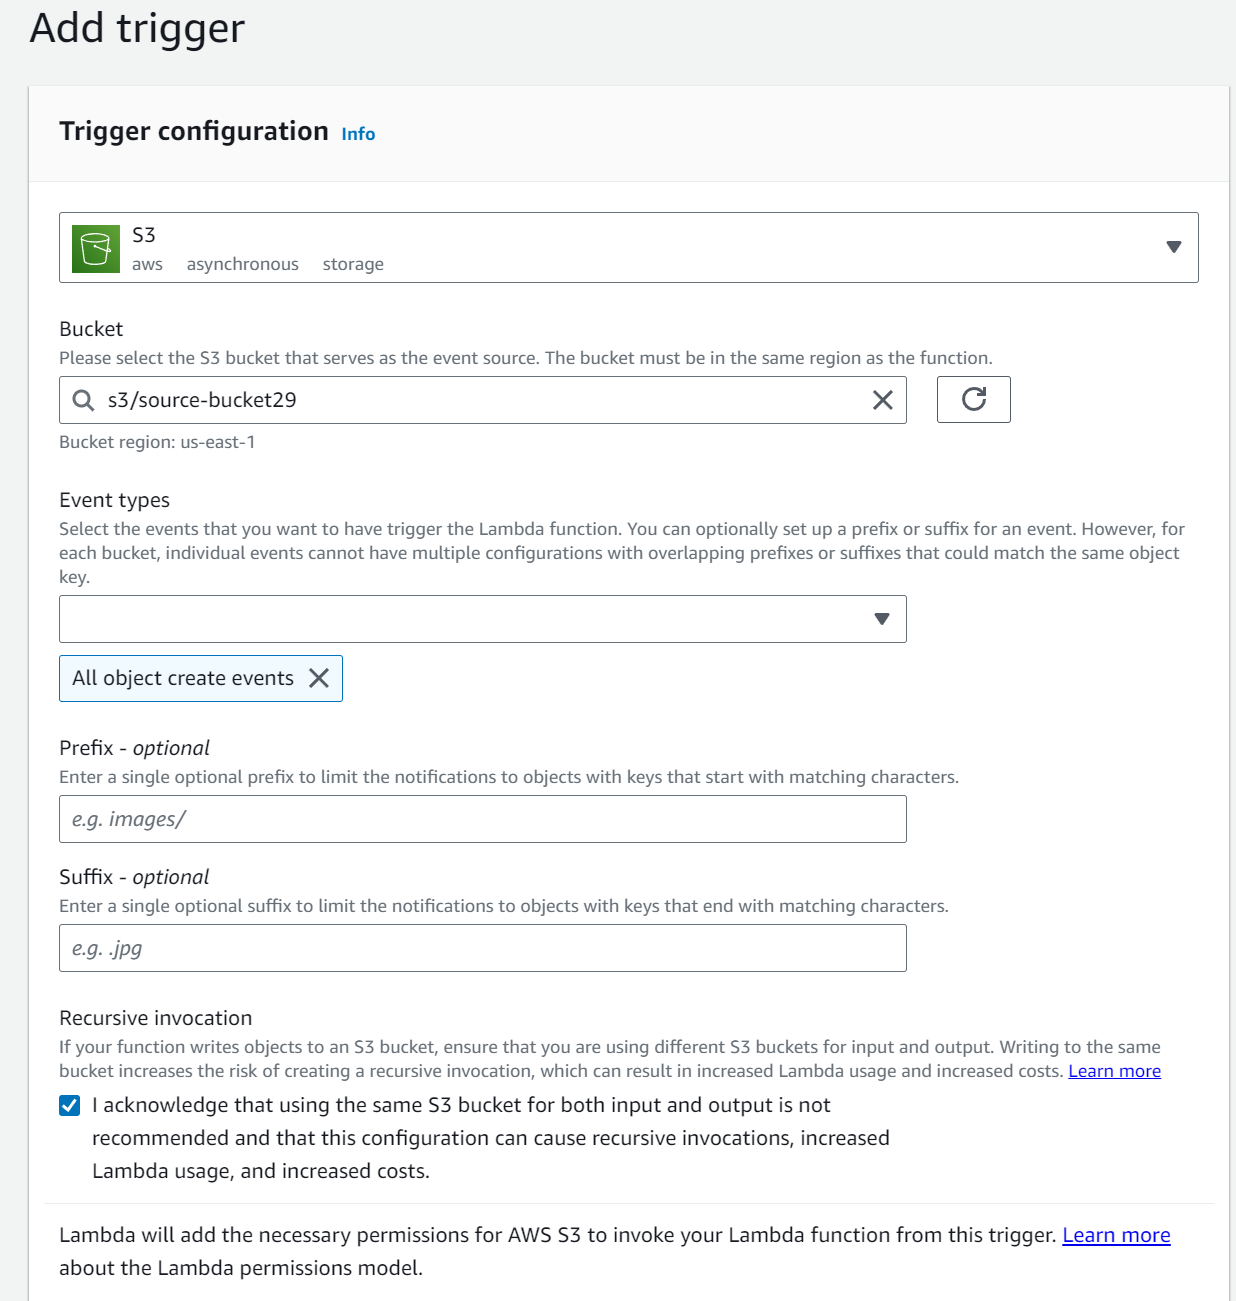 Add trigger
Trigger configuration Info
S3
aws asynchronous storage
Bucket
Please select the S3 bucket that serves as the event source. The bucket must be in the same region as the function.
s3/source-bucket29
Bucket region: us-east-1
Event types
Select the events that you want to have trigger the Lambda function. You can optionally set up a prefix or suffix for an event. However, for
each bucket, individual events cannot have multiple configurations with overlapping prefixes or suffixes that could match the same object
key.
All object create events
Prefix - optional
Enter a single optional prefix to limit the notifications to objects with keys that start with matching characters.
e.g. images/
Suffix - optional
Enter a single optional suffix to limit the notifications to objects with keys that end with matching characters.
e.g. .jpg
Recursive invocation
If your function writes objects to an S3 bucket, ensure that you are using different S3 buckets for input and output. Writing to the same
bucket increases the risk of creating a recursive invocation, which can result in increased Lambda usage and increased costs. Learn more
I acknowledge that using the same S3 bucket for both input and output is not
recommended and that this configuration can cause recursive invocations, increased
Lambda usage, and increased costs.
Lambda will add the necessary permissions for AWS S3 to invoke your Lambda function from this trigger. Learn more
about the Lambda permissions model.